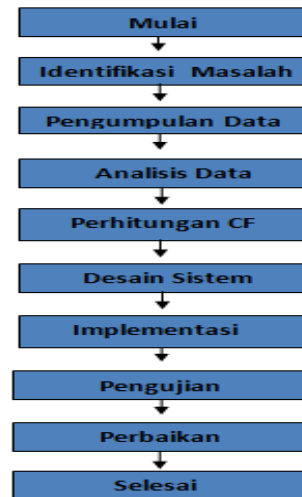 Mulai
Identifikasi Masalah
Pengumpulan Data
Analisis Data
Perhitungan CF
Desain Sistem
Implementasi
Pengujian
Perbaikan
Selesai